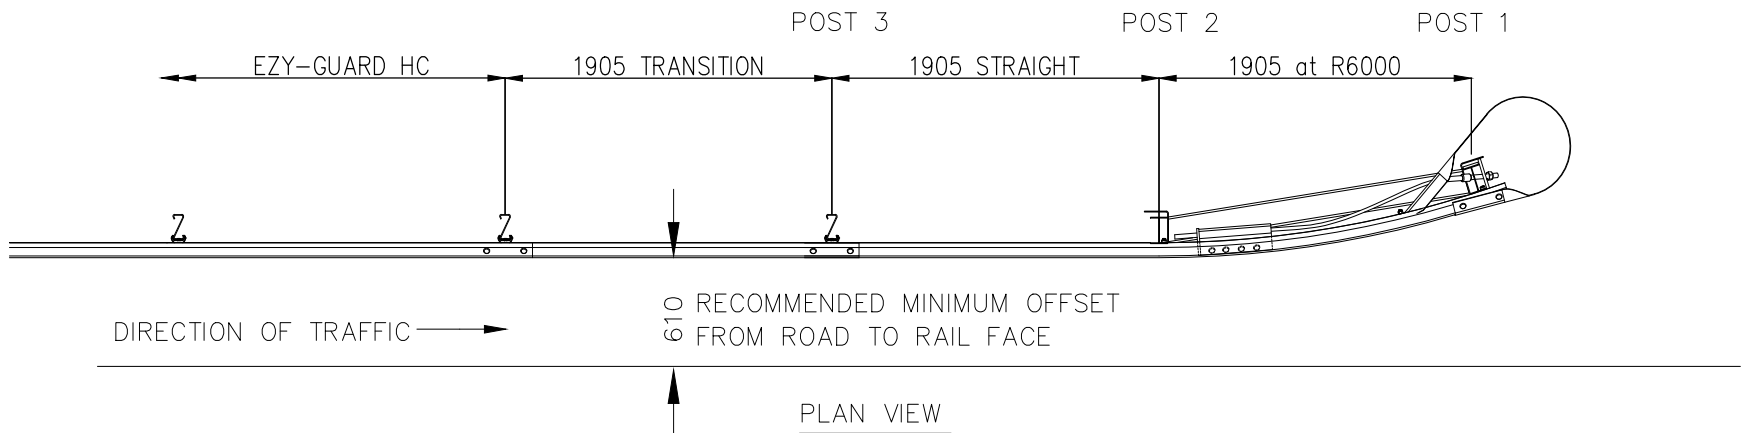 POST 3
POST 2
POST 1
EZY-GUARD HC
1905 TRANSITION
1905 STRAIGHT
1905 at R6000
610
RECOMMENDED MINIMUM OFFSET
FROM ROAD TO RAIL FACE
DIRECTION OF TRAFFIC
PLAN VIEW